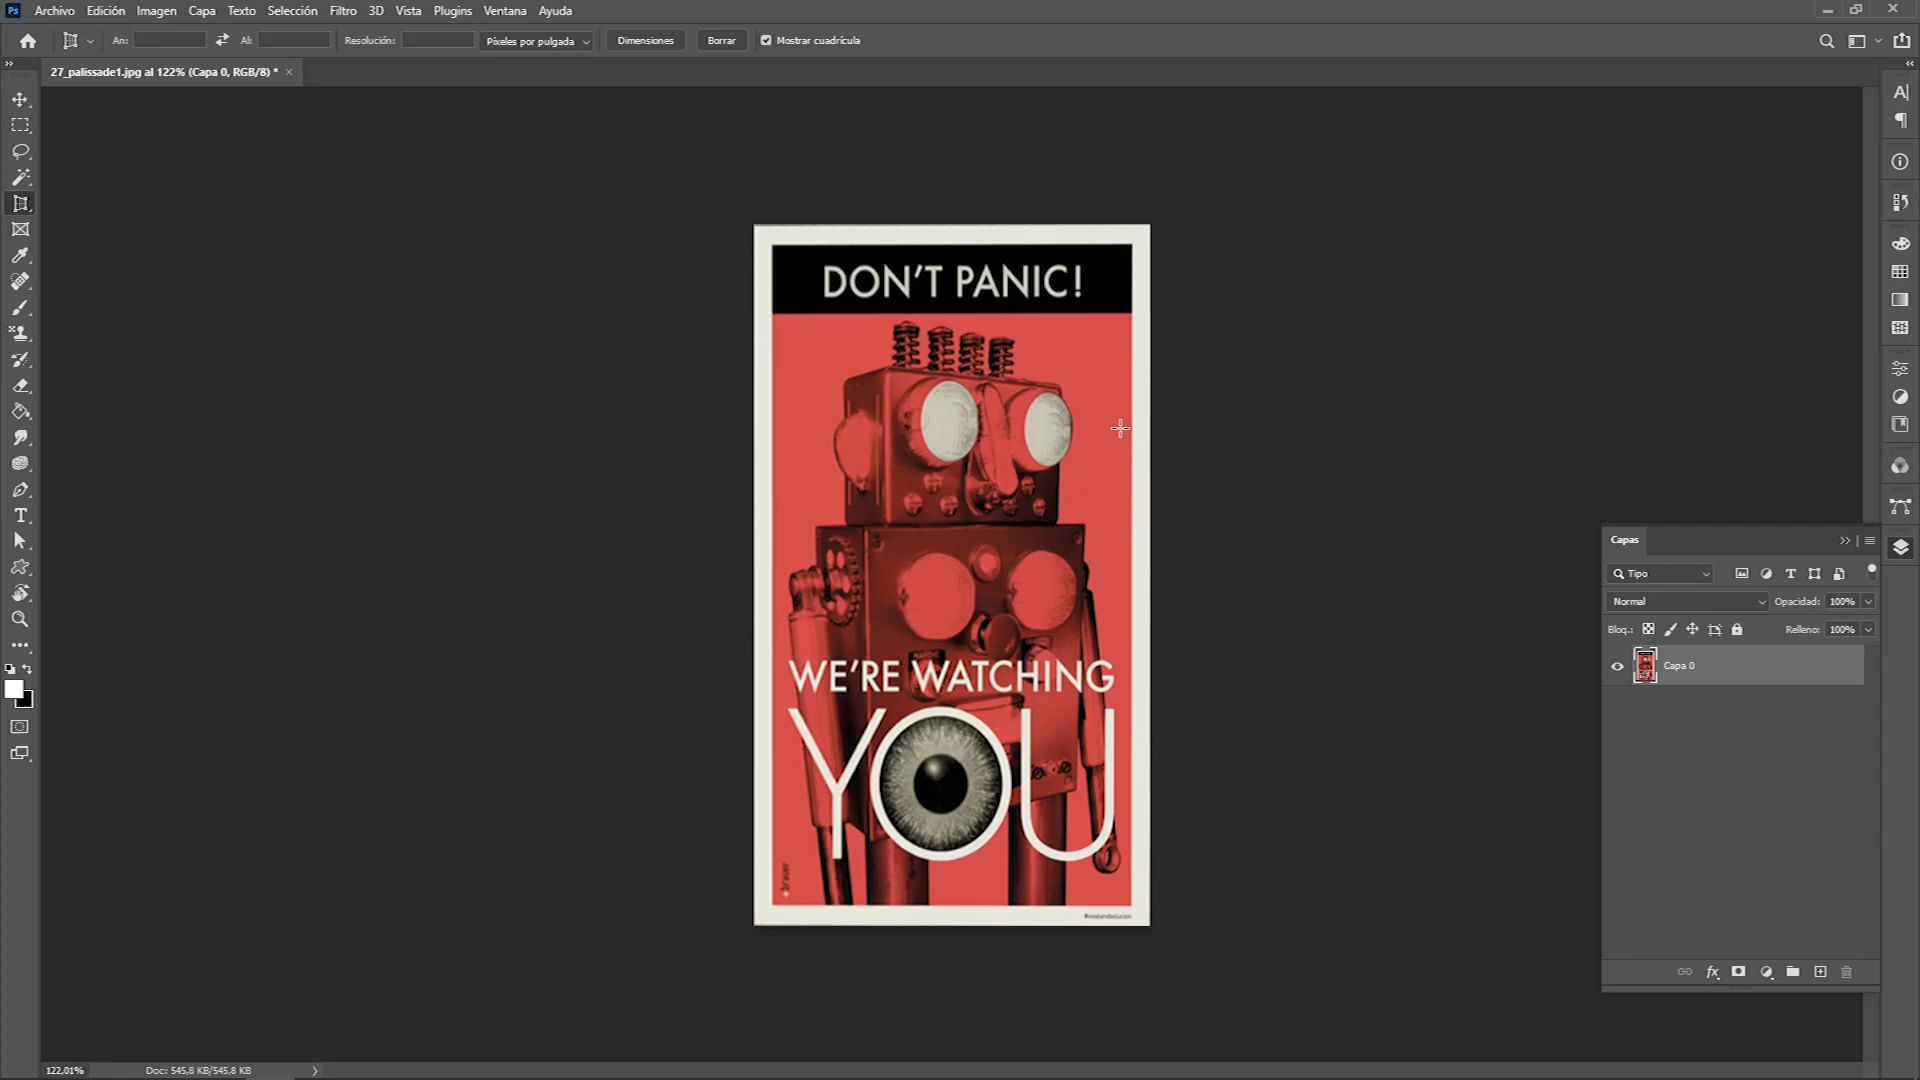 Ps Archivo Edición Imagen Capa Texto Selección Filtro 3D Vista Plugins Ventana Ayuda
An: Al: Resolución: Píxeles por pulgada Dimensiones Borrar Mostrar cuadrícula
27_palissade1.jpg al 122% (Capa 0, RGB/8) *
DON'T PANIC!
WE'RE WATCHING
YOU
Capas
Tipo
Normal Opacidad: 100%
Bloq.: Relleno: 100%
Capa 0
fx
122,01% Doc: 545,8 KB/545,8 KB